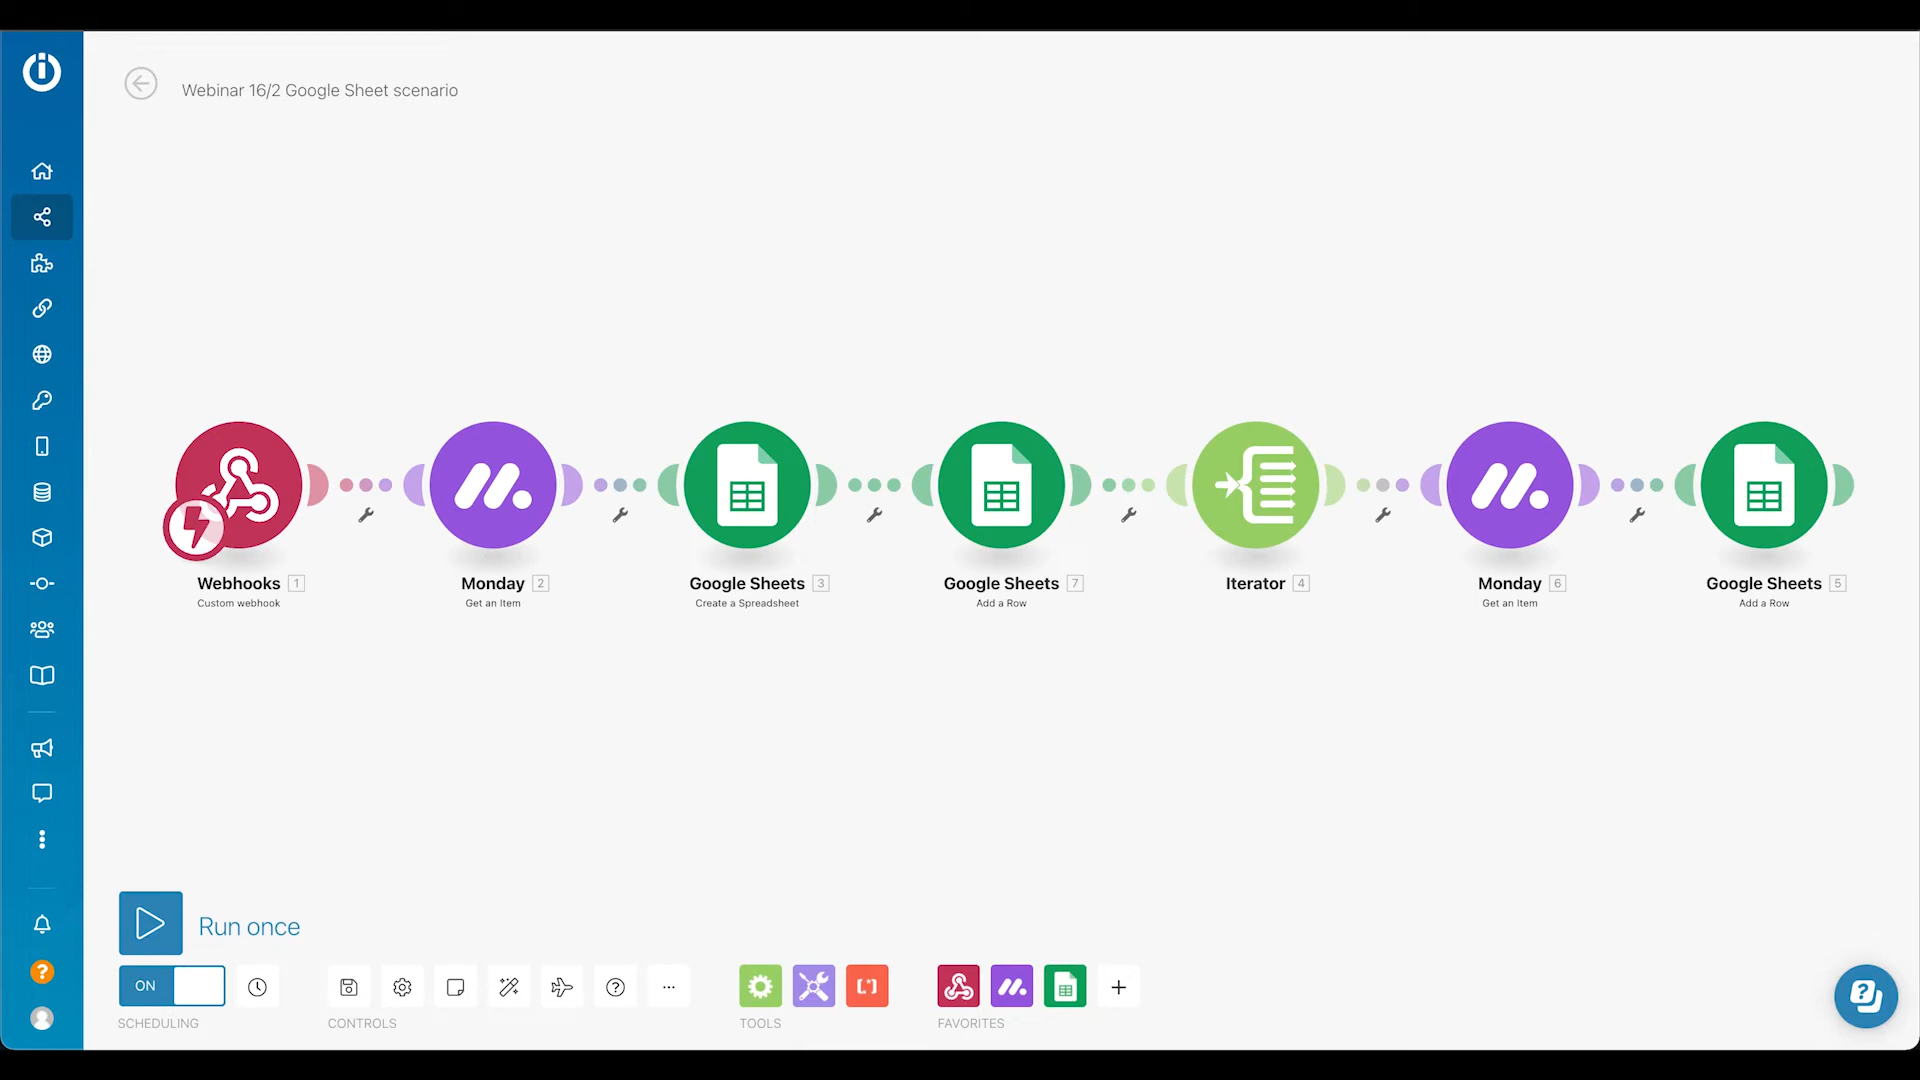 Webinar 16/2 Google Sheet scenario
Webhooks 1
Custom webhook
Monday 2
Get an Item
Google Sheets 3
Create a Spreadsheet
Google Sheets 7
Add a Row
Iterator 4
Monday 6
Get an Item
Google Sheets 5
Add a Row
Run once
ON
SCHEDULING
CONTROLS
TOOLS
FAVORITES